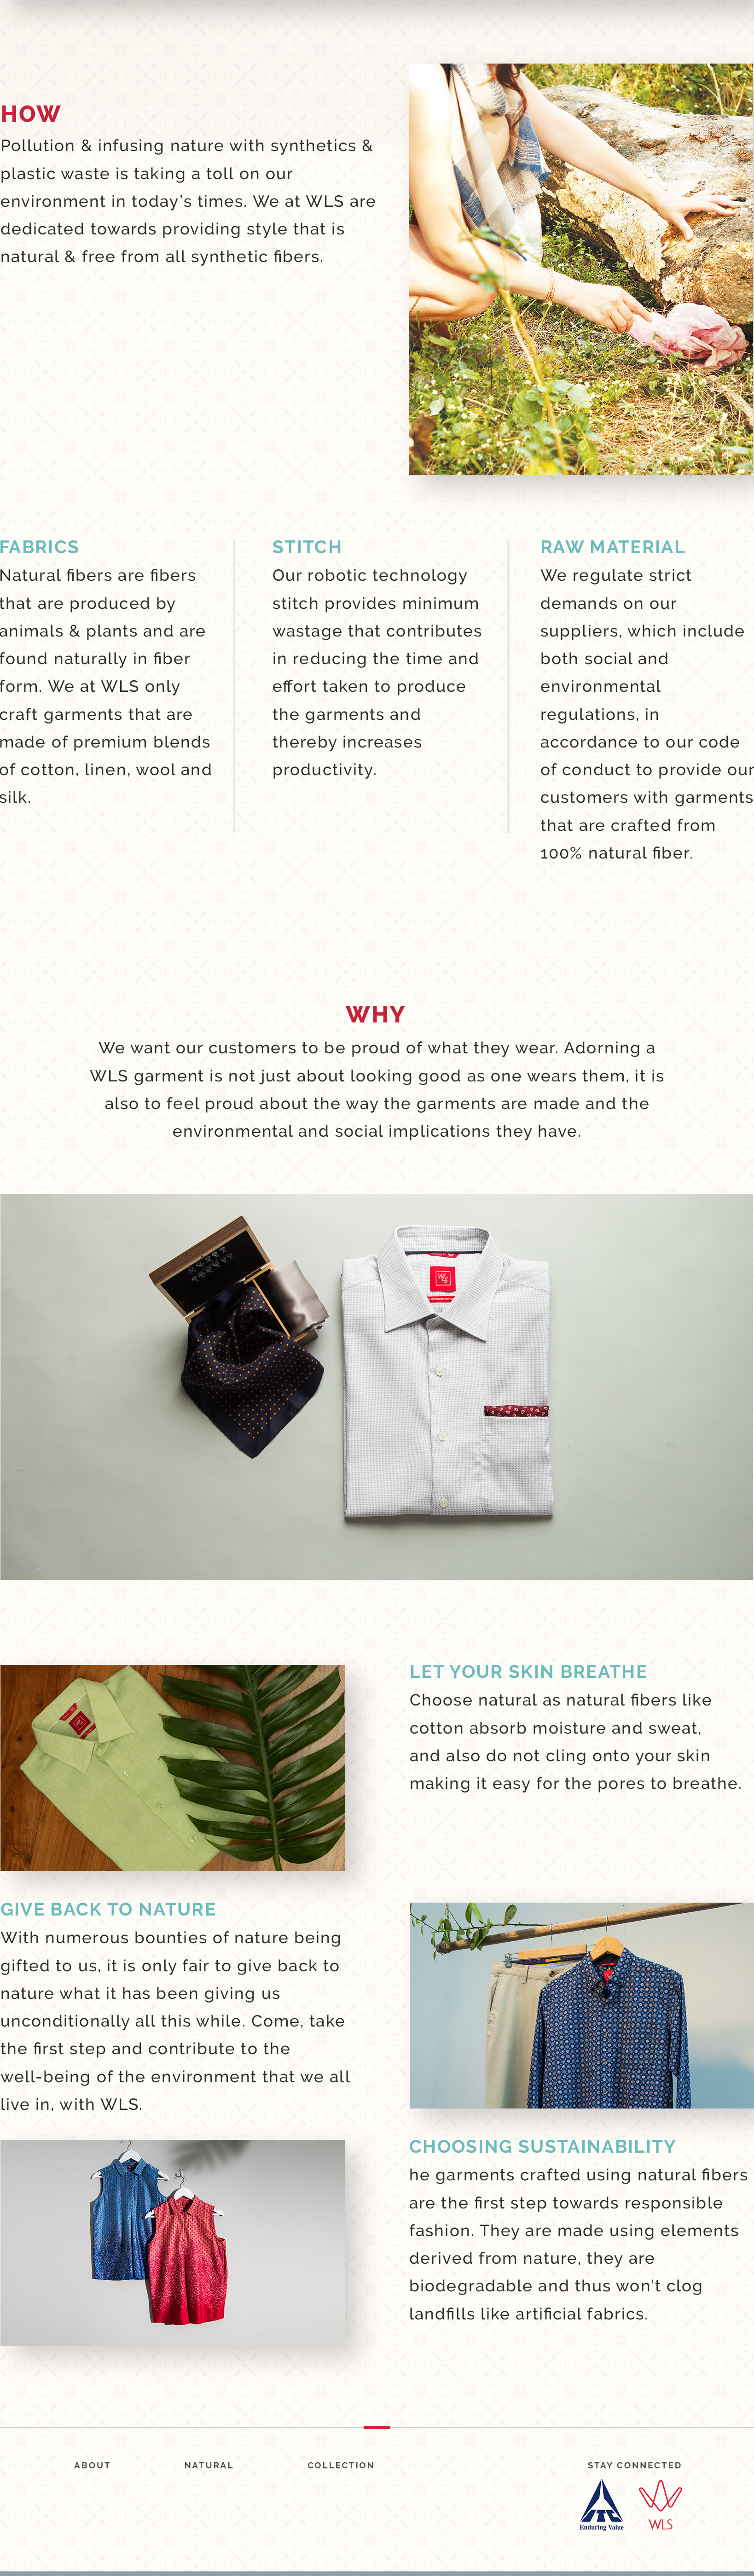 HOW
Pollution & infusing nature with synthetics &
plastic waste is taking a toll on our
environment in today's times. We at WLS are
dedicated towards providing style that is
natural & free from all synthetic fibers.
FABRICS
Natural fibers are fibers
that are produced by
animals & plants and are
found naturally in fiber
form. We at WLS only
craft garments that are
made of premium blends
of cotton, linen, wool and
silk.
STITCH
Our robotic technology
stitch provides minimum
wastage that contributes
in reducing the time and
effort taken to produce
the garments and
thereby increases
productivity.
RAW MATERIAL
We regulate strict
demands on our
suppliers, which include
both social and
environmental
regulations, in
accordance to our code
of conduct to provide our
customers with garments
that are crafted from
100% natural fiber.
WHY
We want our customers to be proud of what they wear. Adorning a
WLS garment is not just about looking good as one wears them, it is
also to feel proud about the way the garments are made and the
environmental and social implications they have.
WLS
LET YOUR SKIN BREATHE
Choose natural as natural fibers like
cotton absorb moisture and sweat,
and also do not cling onto your skin
making it easy for the pores to breathe.
GIVE BACK TO NATURE
With numerous bounties of nature being
gifted to us, it is only fair to give back to
nature what it has been giving us
unconditionally all this while. Come, take
the first step and contribute to the
well-being of the environment that we all
live in, with WLS.
CHOOSING SUSTAINABILITY
he garments crafted using natural fibers
are the first step towards responsible
fashion. They are made using elements
derived from nature, they are
biodegradable and thus won't clog
landfills like artificial fabrics.
ABOUT NATURAL COLLECTION STAY CONNECTED
ITC
Enduring Value
WLS